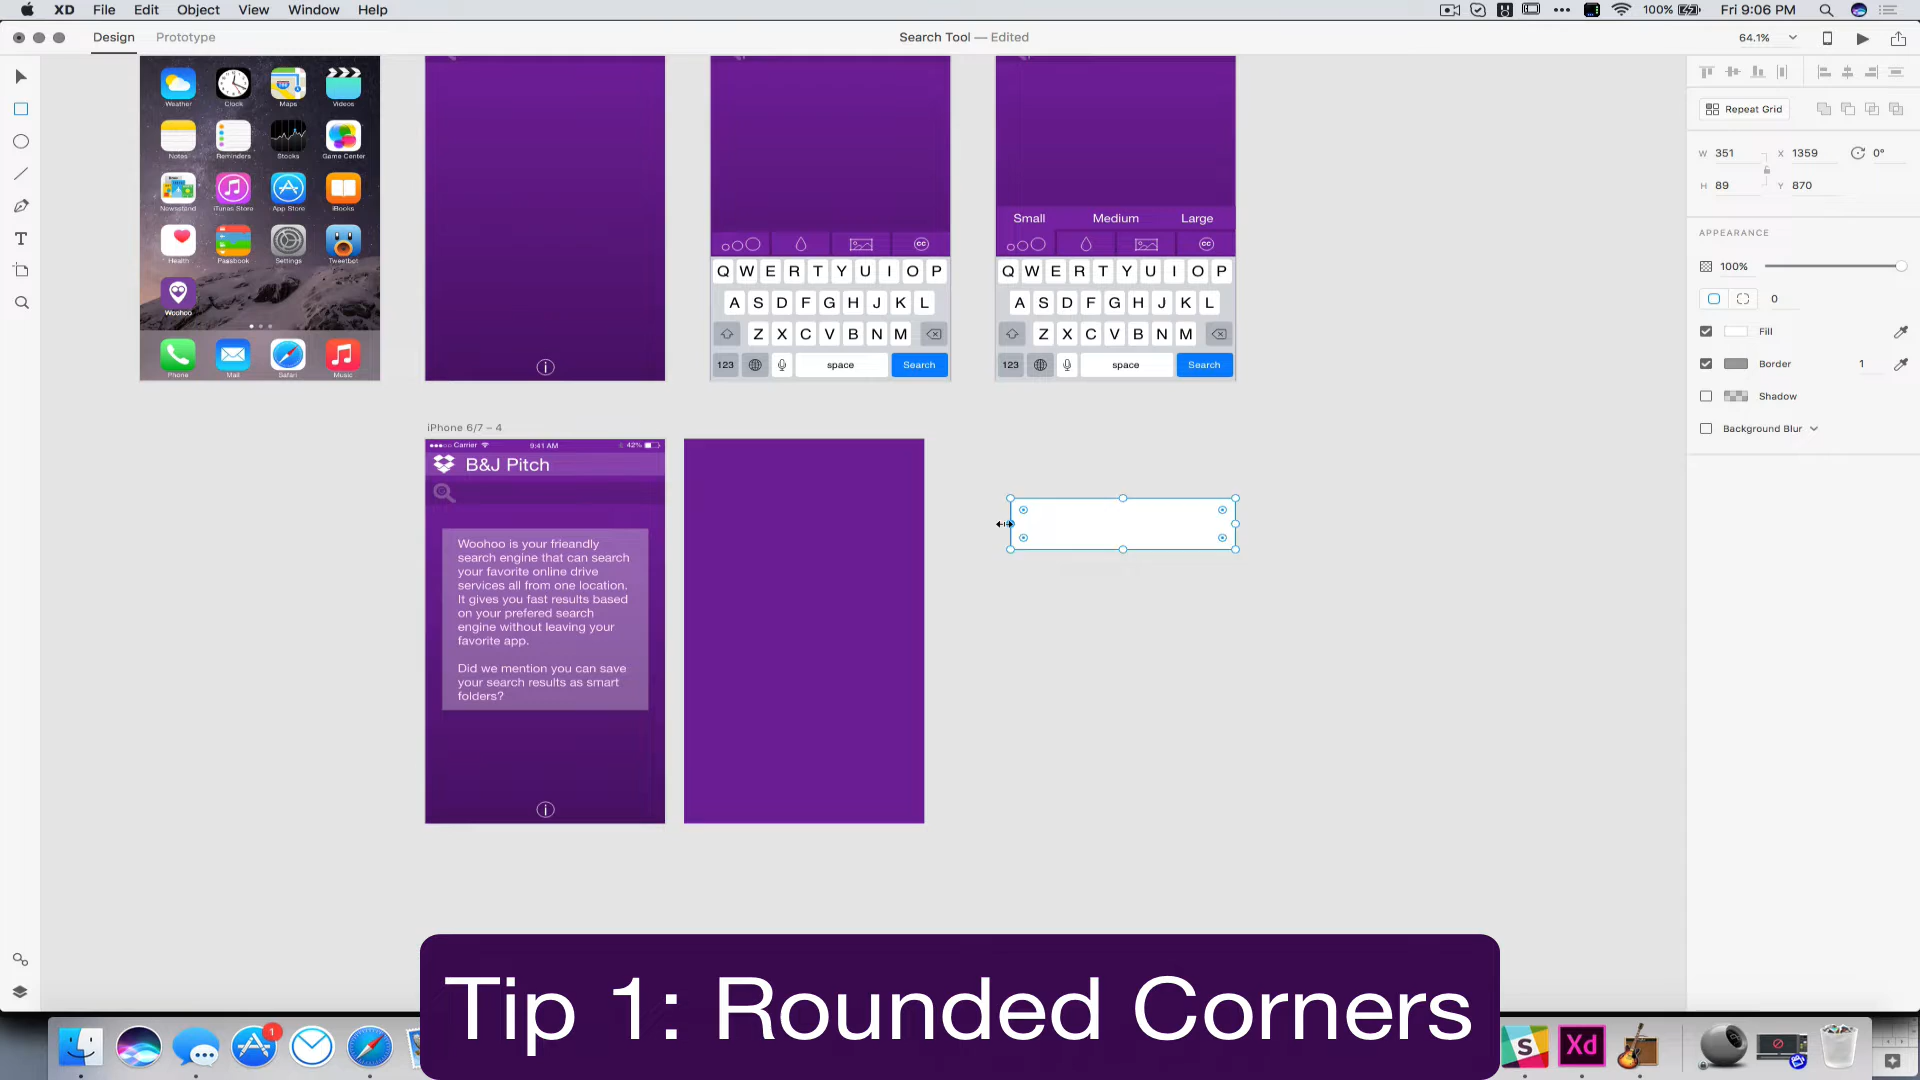 XD File Edit Object View Window Help
100% Fri 9:06 PM
Design Prototype
Search Tool — Edited
64.1%
Weather Clock Maps Videos
Notes Reminders Stocks Game Center
Newsstand iTunes Store App Store iBooks
Health Passbook Settings Tweetbot
Woohoo
Phone Mail Safari Music
Small Medium Large
cc
cc
Q W E R T Y U I O P
A S D F G H J K L
Z X C V B N M
123 space Search
Q W E R T Y U I O P
A S D F G H J K L
Z X C V B N M
123 space Search
iPhone 6/7 – 4
Carrier 9:41 AM 42%
B&J Pitch
Woohoo is your frieandly
search engine that can search
your favorite online drive
services all from one location.
It gives you fast results based
on your prefered search
engine without leaving your
favorite app.
Did we mention you can save
your search results as smart
folders?
Repeat Grid
W 351 X 1359 0°
H 89 Y 870
APPEARANCE
100%
0
Fill
Border 1
Shadow
Background Blur
Tip 1: Rounded Corners
1
S
Xd